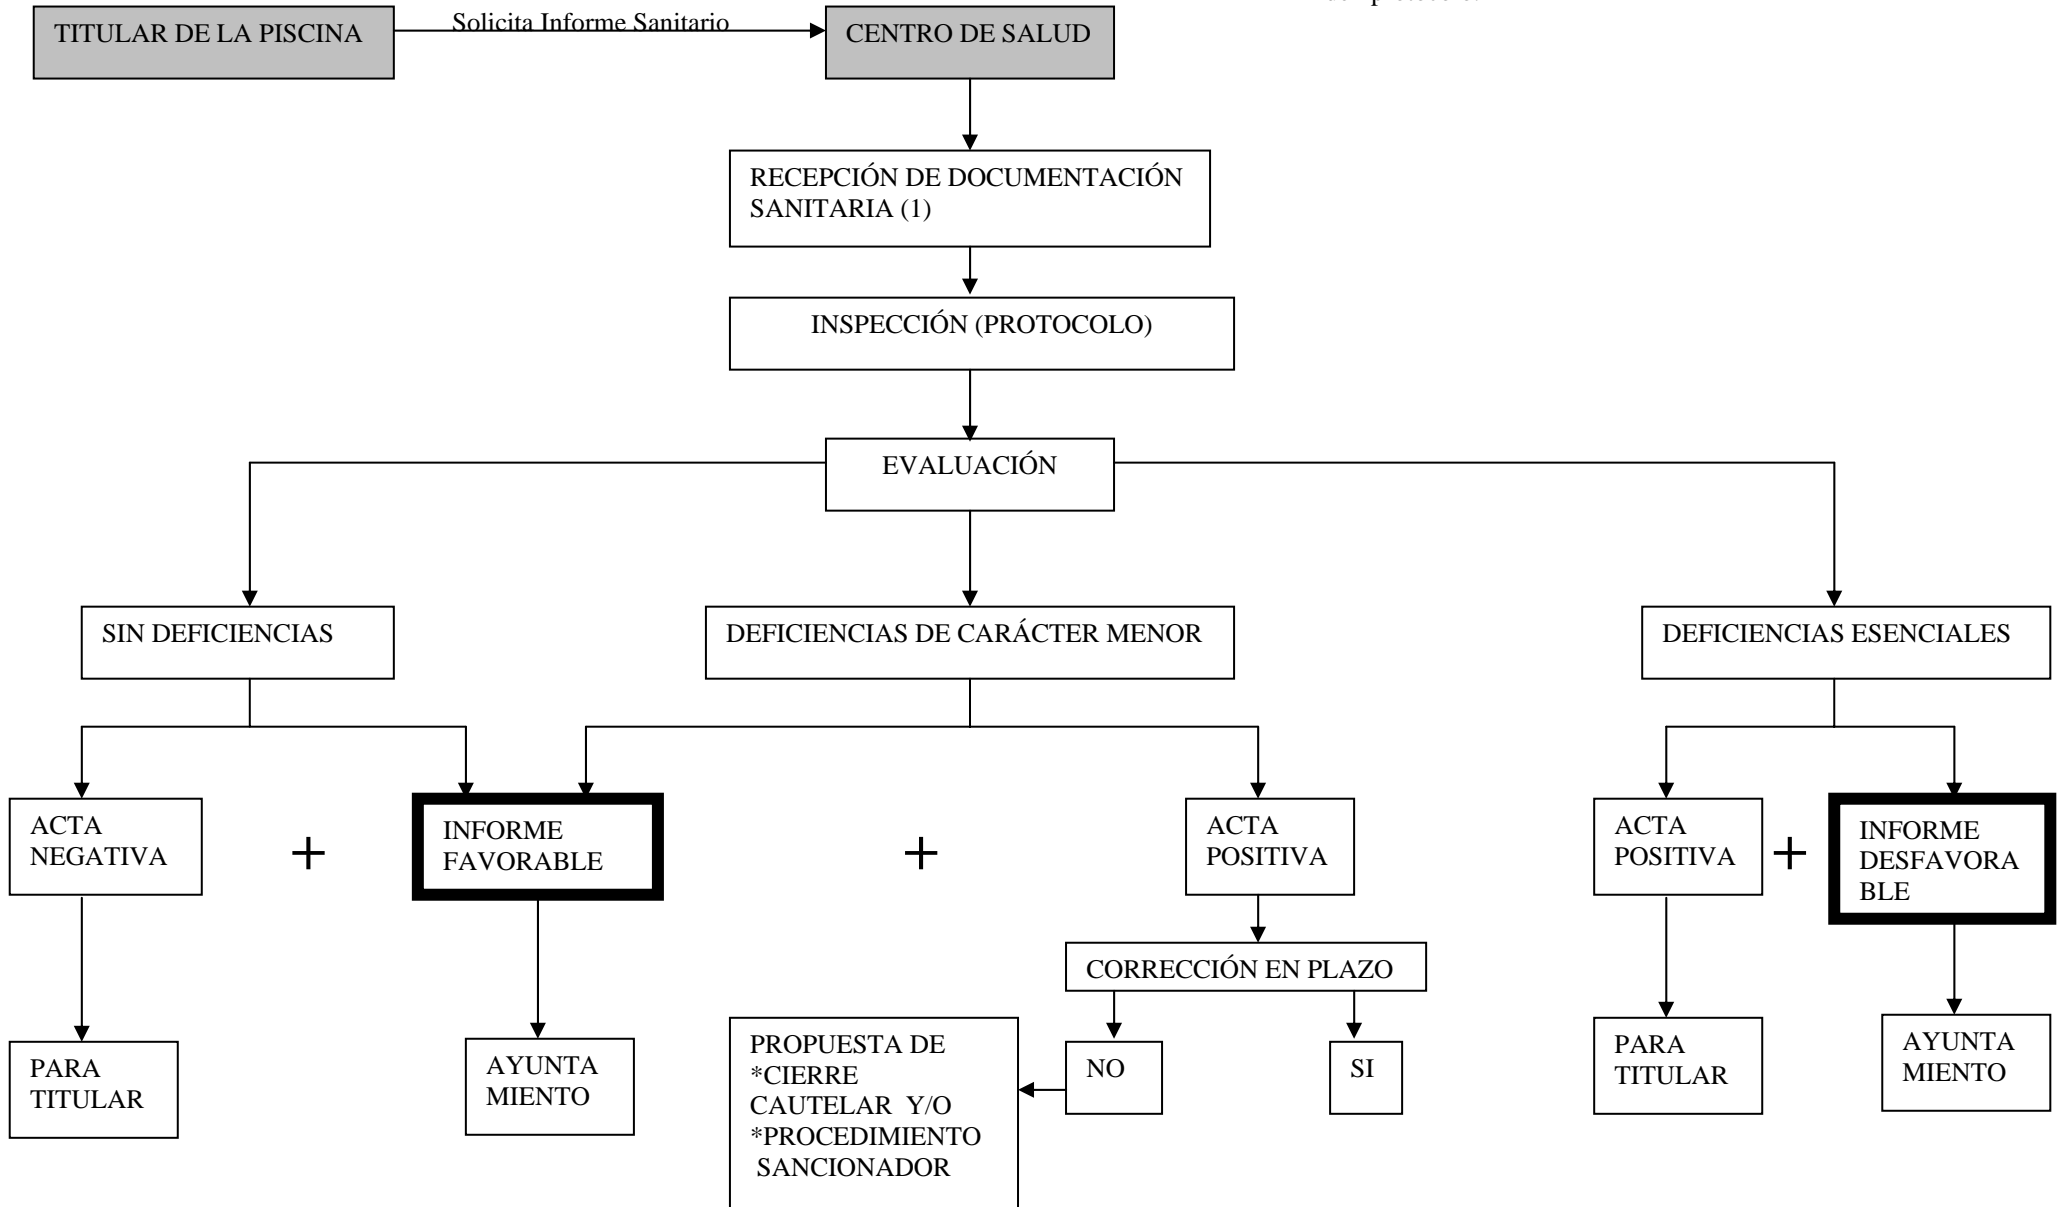 TITULAR DE LA PISCINA
Solicita Informe Sanitario
CENTRO DE SALUD
RECEPCIÓN DE DOCUMENTACIÓN
SANITARIA (1)
INSPECCIÓN (PROTOCOLO)
EVALUACIÓN
SIN DEFICIENCIAS
DEFICIENCIAS DE CARÁCTER MENOR
DEFICIENCIAS ESENCIALES
ACTA
NEGATIVA
+
INFORME
FAVORABLE
+
ACTA
POSITIVA
ACTA
POSITIVA
+
INFORME
DESFAVORA
BLE
CORRECCIÓN EN PLAZO
PARA
TITULAR
AYUNTA
MIENTO
PROPUESTA DE
*CIERRE
CAUTELAR Y/O
*PROCEDIMIENTO
SANCIONADOR
NO
SI
PARA
TITULAR
AYUNTA
MIENTO